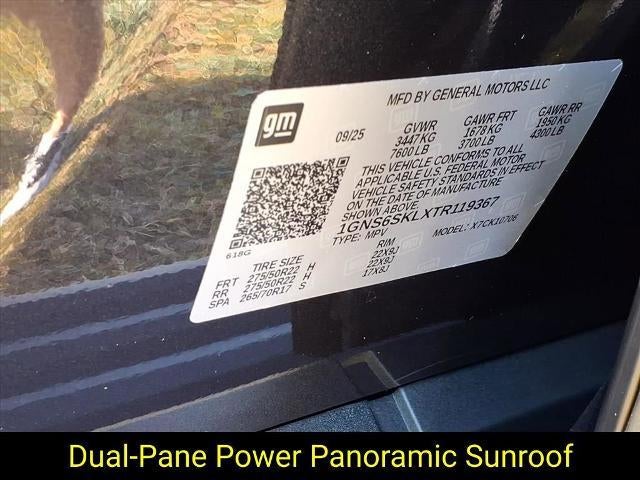 MFD BY GENERAL MOTORS LLC
gm
09/25 GVWR GAWR FRT GAWR RR
3447 KG 1678 KG 1950 KG
7600 LB 3700 LB 4300 LB
THIS VEHICLE CONFORMS TO ALL
APPLICABLE U.S. FEDERAL MOTOR
VEHICLE SAFETY STANDARDS IN EFFECT
ON THE DATE OF MANUFACTURE
SHOWN ABOVE
1GNS6SKLXTR119367
TYPE: MPV MODEL: X7CK10706
618G
TIRE SIZE RIM
FRT 275/50R22 H 22X9J
RR 275/50R22 H 22X9J
SPA 265/70R17 S 17X8J
Dual-Pane Power Panoramic Sunroof